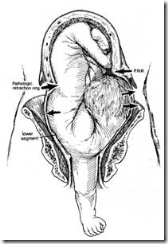 P.R.R.
Pathologic
retraction ring
lower
segment